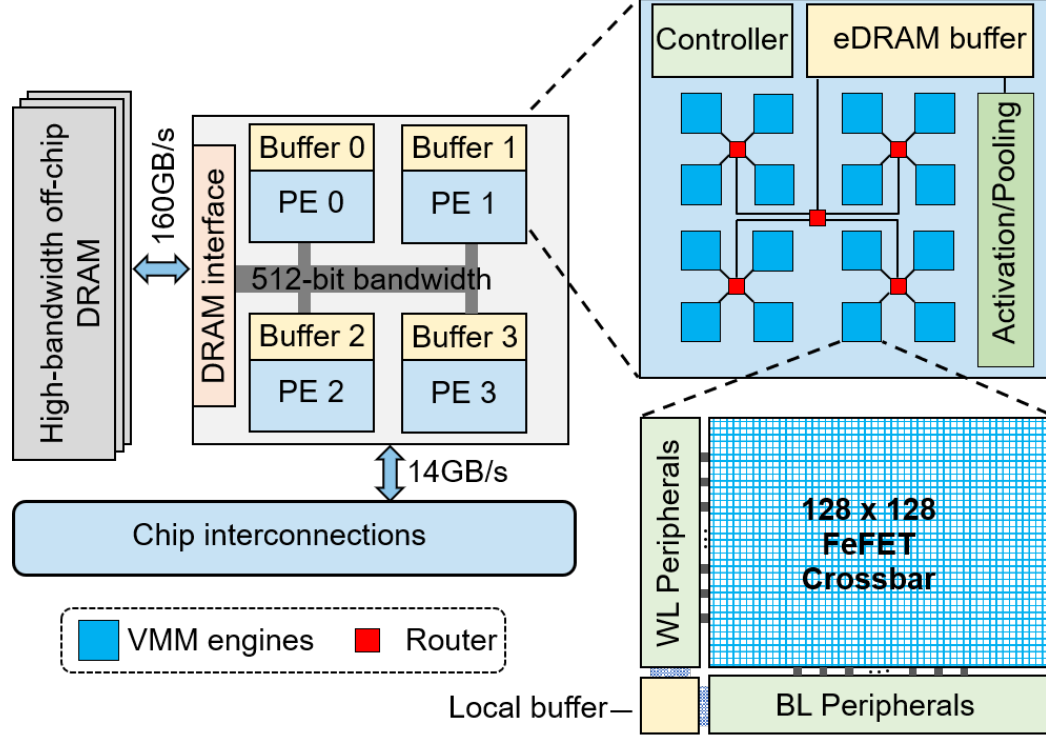 High-bandwidth off-chip
DRAM
160GB/s
DRAM interface
Buffer 0
PE 0
Buffer 1
PE 1
512-bit bandwidth
Buffer 2
PE 2
Buffer 3
PE 3
14GB/s
Chip interconnections
VMM engines
Router
Controller
eDRAM buffer
Activation/Pooling
WL Peripherals
128 x 128
FeFET
Crossbar
Local buffer
BL Peripherals